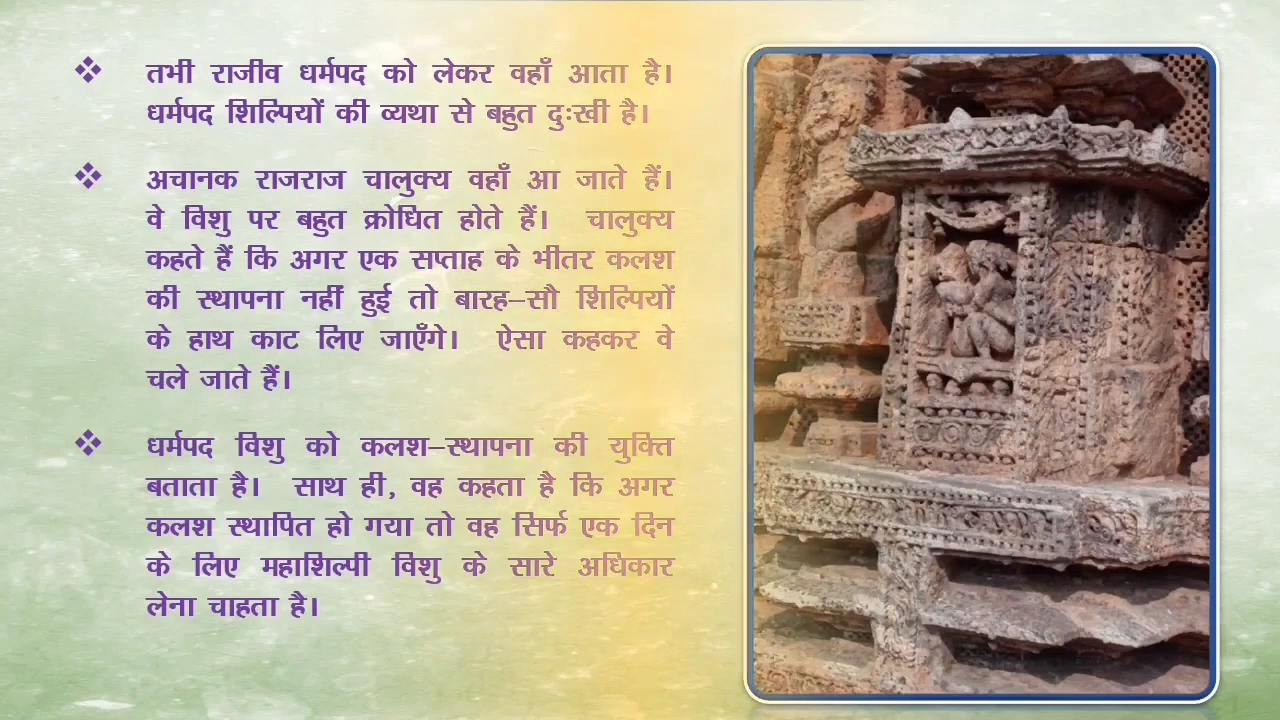 ❖ तभी राजीव धर्मपद को लेकर वहाँ आता है।
धर्मपद शिल्पियों की व्यथा से बहुत दुःखी है।
❖ अचानक राजराज चालुक्य वहाँ आ जाते हैं।
वे विशु पर बहुत क्रोधित होते हैं। चालुक्य
कहते हैं कि अगर एक सप्ताह के भीतर कलश
की स्थापना नहीं हुई तो बारह–सौ शिल्पियों
के हाथ काट लिए जाएँगे। ऐसा कहकर वे
चले जाते हैं।
❖ धर्मपद विशु को कलश–स्थापना की युक्ति
बताता है। साथ ही, वह कहता है कि अगर
कलश स्थापित हो गया तो वह सिर्फ एक दिन
के लिए महाशिल्पी विशु के सारे अधिकार
लेना चाहता है।